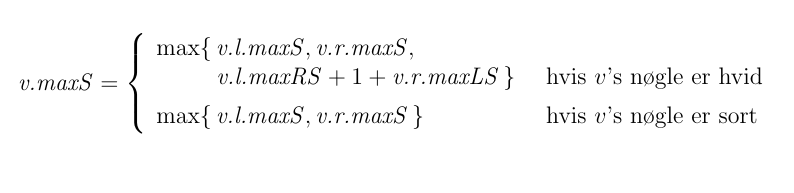 max{ v.l.maxS, v.r.maxS,
v.maxS = { v.l.maxRS + 1 + v.r.maxLS } hvis v's nøgle er hvid
max{ v.l.maxS, v.r.maxS } hvis v's nøgle er sort